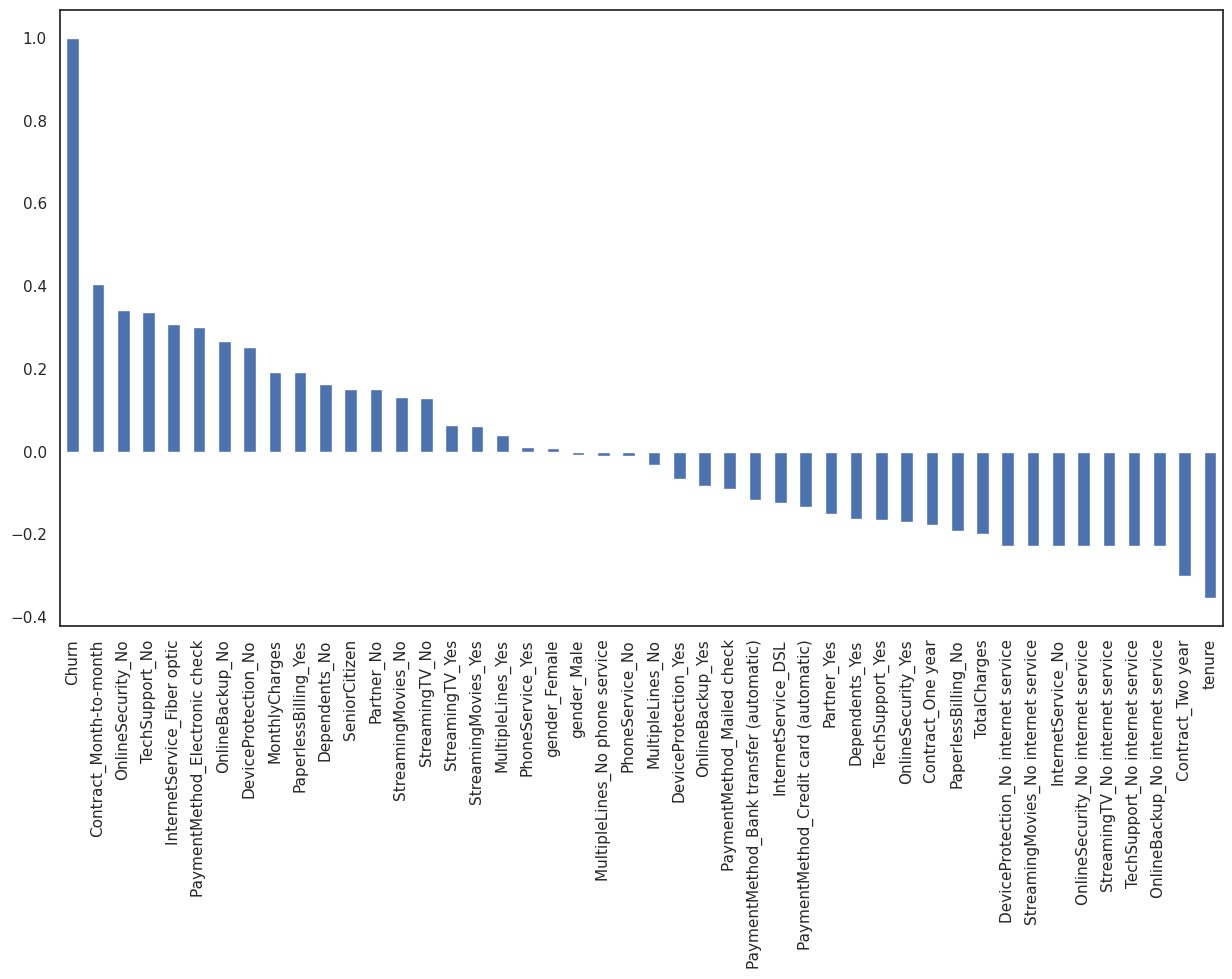 1.0
0.8
0.6
0.4
0.2
0.0
−0.2
−0.4
Churn
Contract_Month-to-month
OnlineSecurity_No
TechSupport_No
InternetService_Fiber optic
PaymentMethod_Electronic check
OnlineBackup_No
DeviceProtection_No
MonthlyCharges
PaperlessBilling_Yes
Dependents_No
SeniorCitizen
Partner_No
StreamingMovies_No
StreamingTV_No
StreamingTV_Yes
StreamingMovies_Yes
MultipleLines_Yes
PhoneService_Yes
gender_Female
gender_Male
MultipleLines_No phone service
PhoneService_No
MultipleLines_No
DeviceProtection_Yes
OnlineBackup_Yes
PaymentMethod_Mailed check
PaymentMethod_Bank transfer (automatic)
InternetService_DSL
PaymentMethod_Credit card (automatic)
Partner_Yes
Dependents_Yes
TechSupport_Yes
OnlineSecurity_Yes
Contract_One year
PaperlessBilling_No
TotalCharges
DeviceProtection_No internet service
StreamingMovies_No internet service
InternetService_No
OnlineSecurity_No internet service
StreamingTV_No internet service
TechSupport_No internet service
OnlineBackup_No internet service
Contract_Two year
tenure